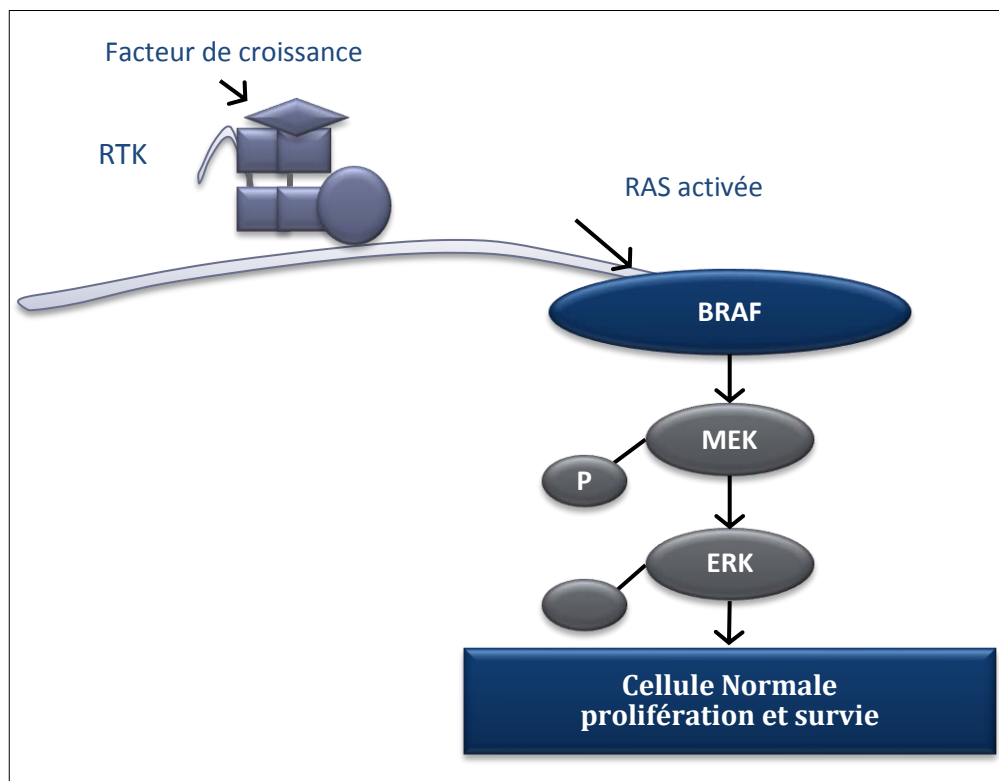 Facteur de croissance
RTK
RAS activée
BRAF
MEK
P
ERK
Cellule Normale
prolifération et survie